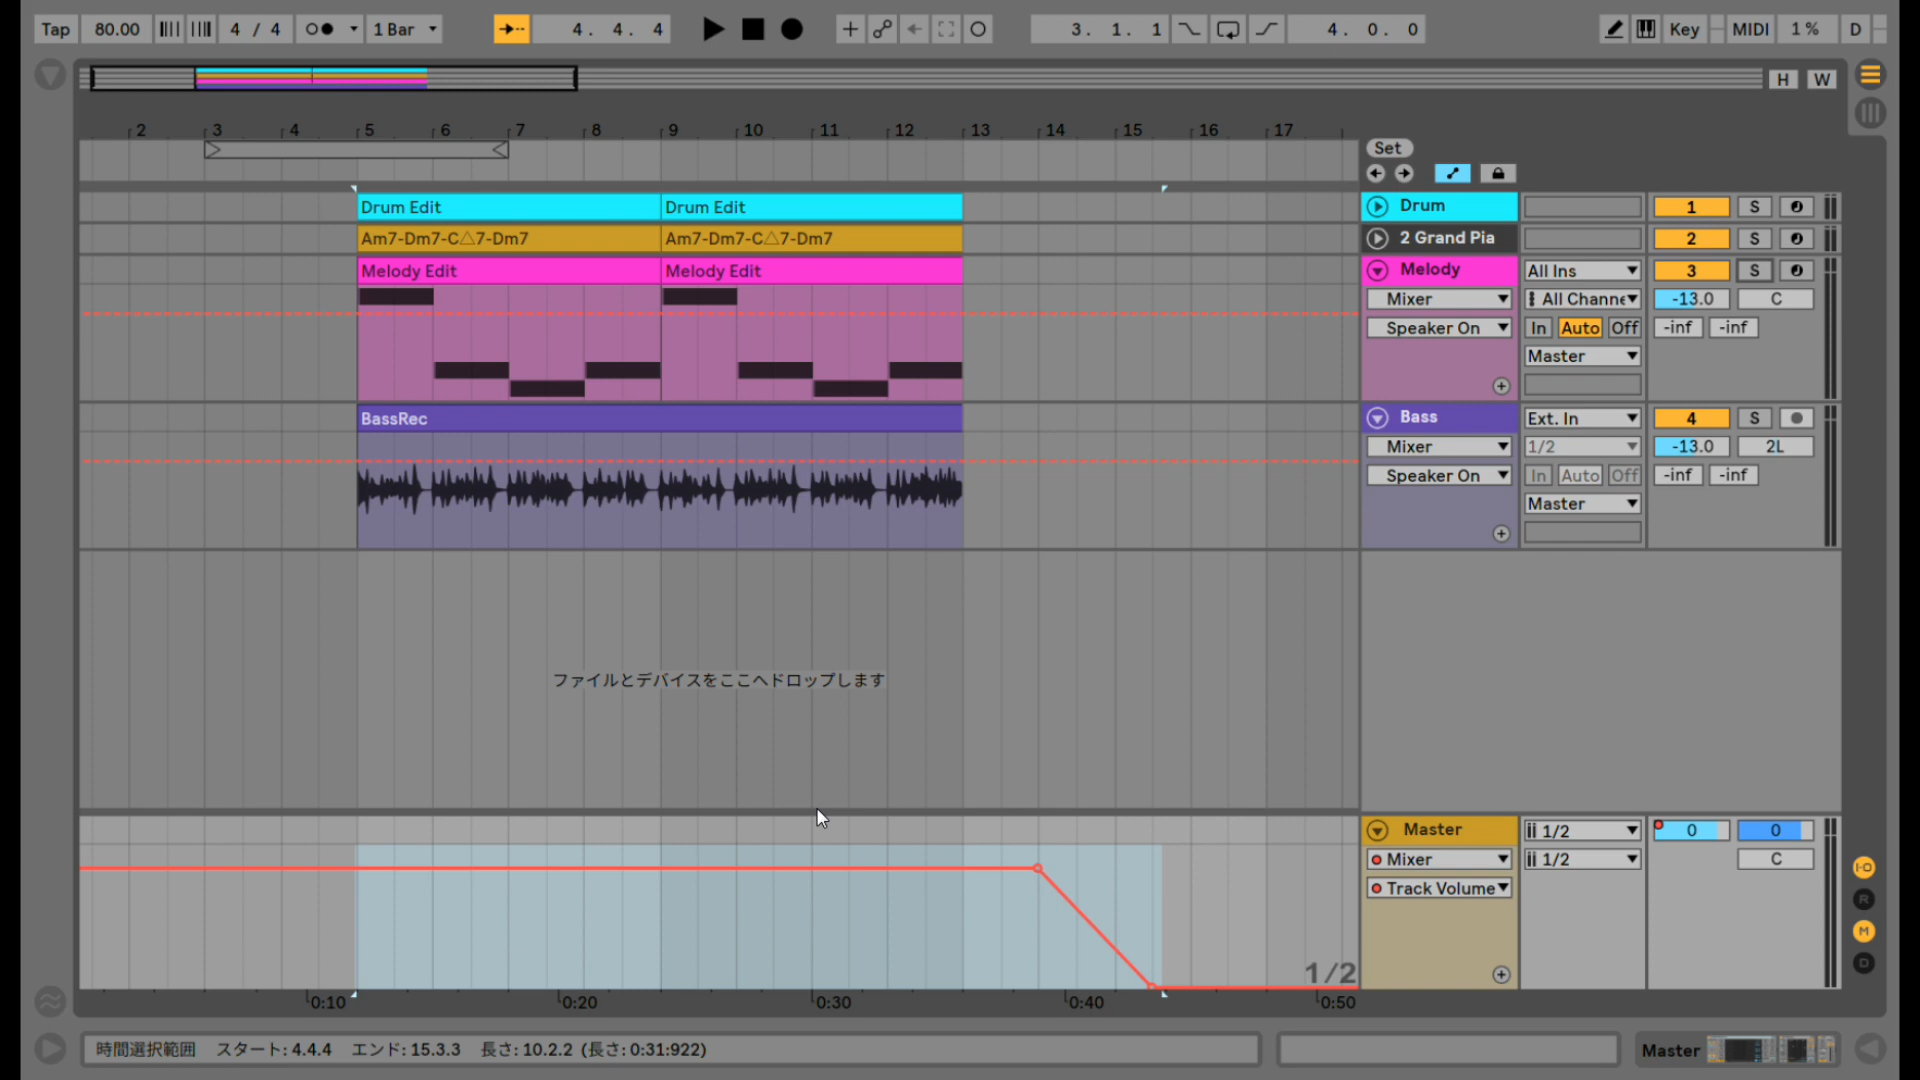 Tap 80.00 4 / 4 1 Bar 4. 4. 4 3. 1. 1 4. 0. 0 Key MIDI 1 % D
H W
2 3 4 5 6 7 8 9 10 11 12 13 14 15 16 17
Set
Drum Edit Drum Edit Drum 1 S
Am7-Dm7-C△7-Dm7 Am7-Dm7-C△7-Dm7 2 Grand Pia 2 S
Melody Edit Melody Edit Melody All Ins 3 S
Mixer All Channe -13.0 C
Speaker On In Auto Off -inf -inf
Master
BassRec Bass Ext. In 4 S
Mixer 1/2 -13.0 2L
Speaker On In Auto Off -inf -inf
Master
ファイルとデバイスをここへドロップします
Master 1/2 0 0
Mixer 1/2 C
I-O
Track Volume
R
M
D
1/2
0:10 0:20 0:30 0:40 0:50
時間選択範囲 スタート: 4.4.4 エンド: 15.3.3 長さ: 10.2.2 (長さ: 0:31:922) Master